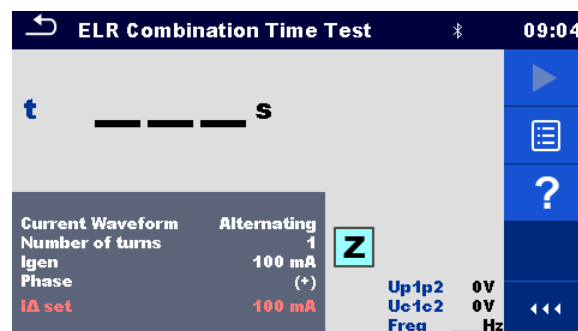 ELR Combination Time Test 09:04
t _ _ _ s
?
Current Waveform Alternating
Number of turns 1
Igen 100 mA
Phase (+)
IΔ set 100 mA
Z
Up1p2 0V
Uc1c2 0V
Freq _ _ _ Hz